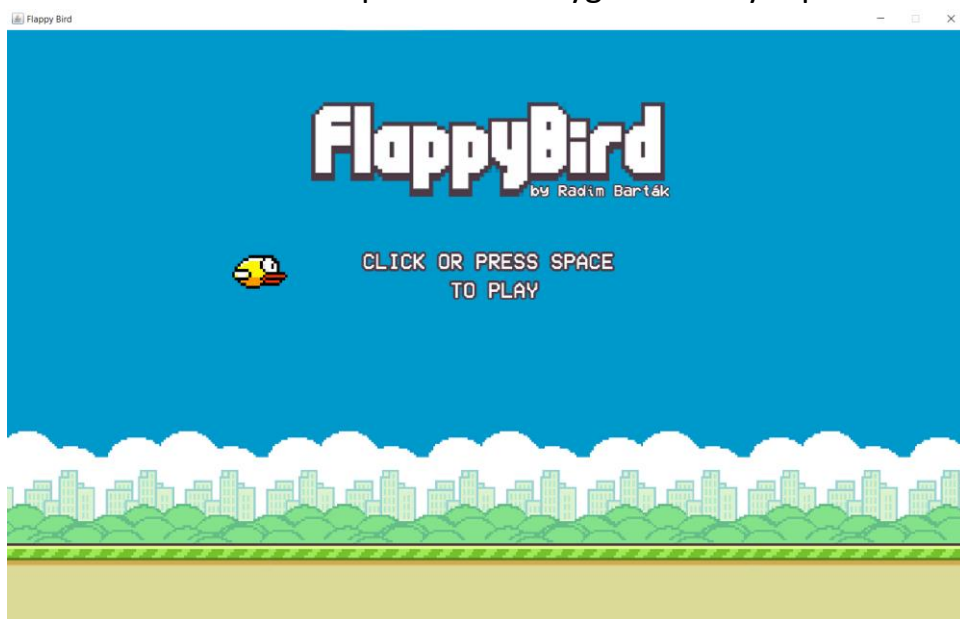 Flappy Bird
FlappyBird
by Radim Barták
CLICK OR PRESS SPACE
TO PLAY